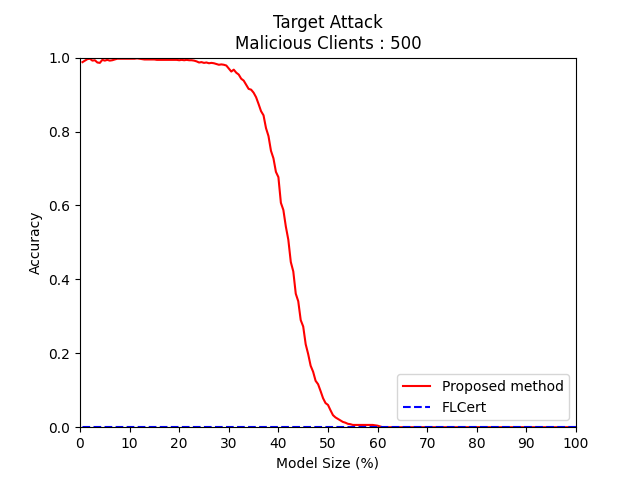 Target Attack
Malicious Clients : 500
1.0
0.8
0.6
0.4
0.2
0.0
Accuracy
Proposed method
FLCert
0 10 20 30 40 50 60 70 80 90 100
Model Size (%)